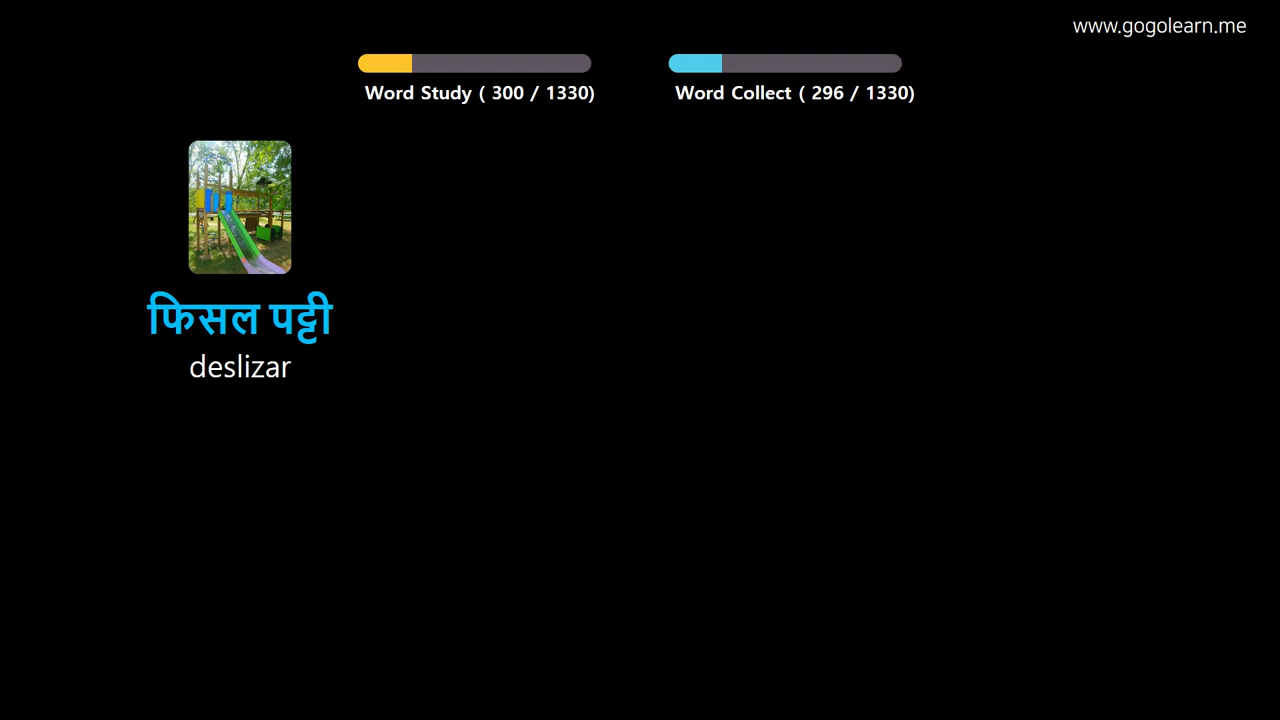 www.gogolearn.me
Word Study ( 300 / 1330)
Word Collect ( 296 / 1330)
फिसल पट्टी
deslizar